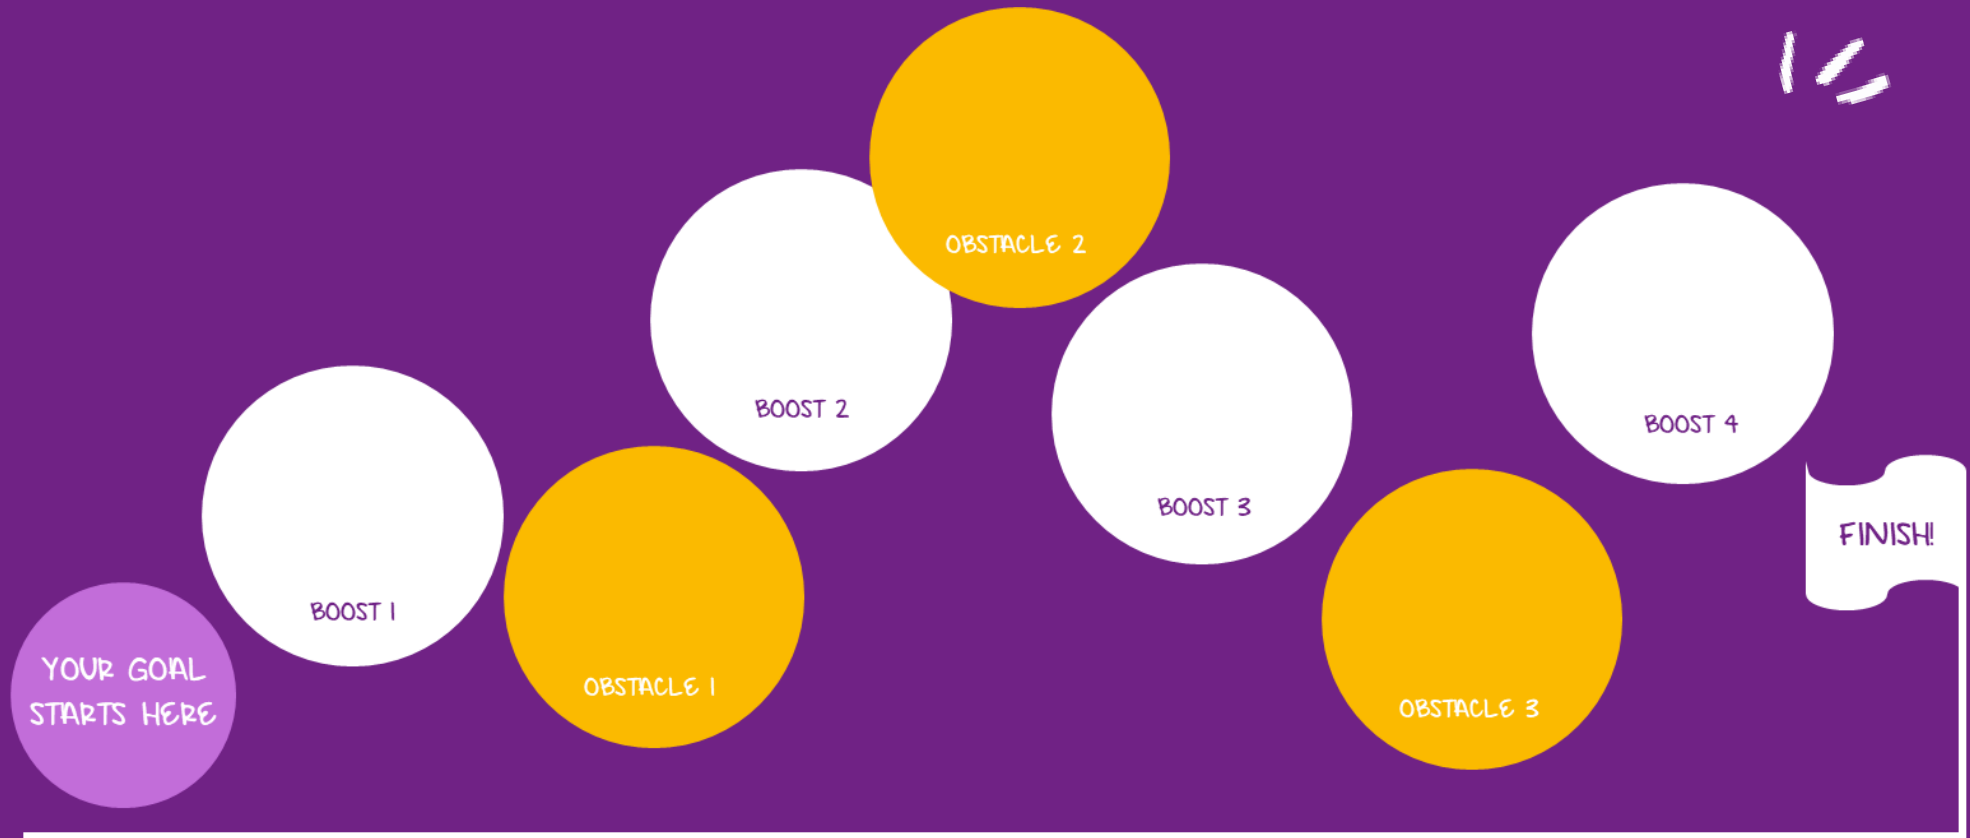 YOUR GOAL
STARTS HERE
BOOST 1
OBSTACLE 1
BOOST 2
OBSTACLE 2
BOOST 3
OBSTACLE 3
BOOST 4
FINISH!